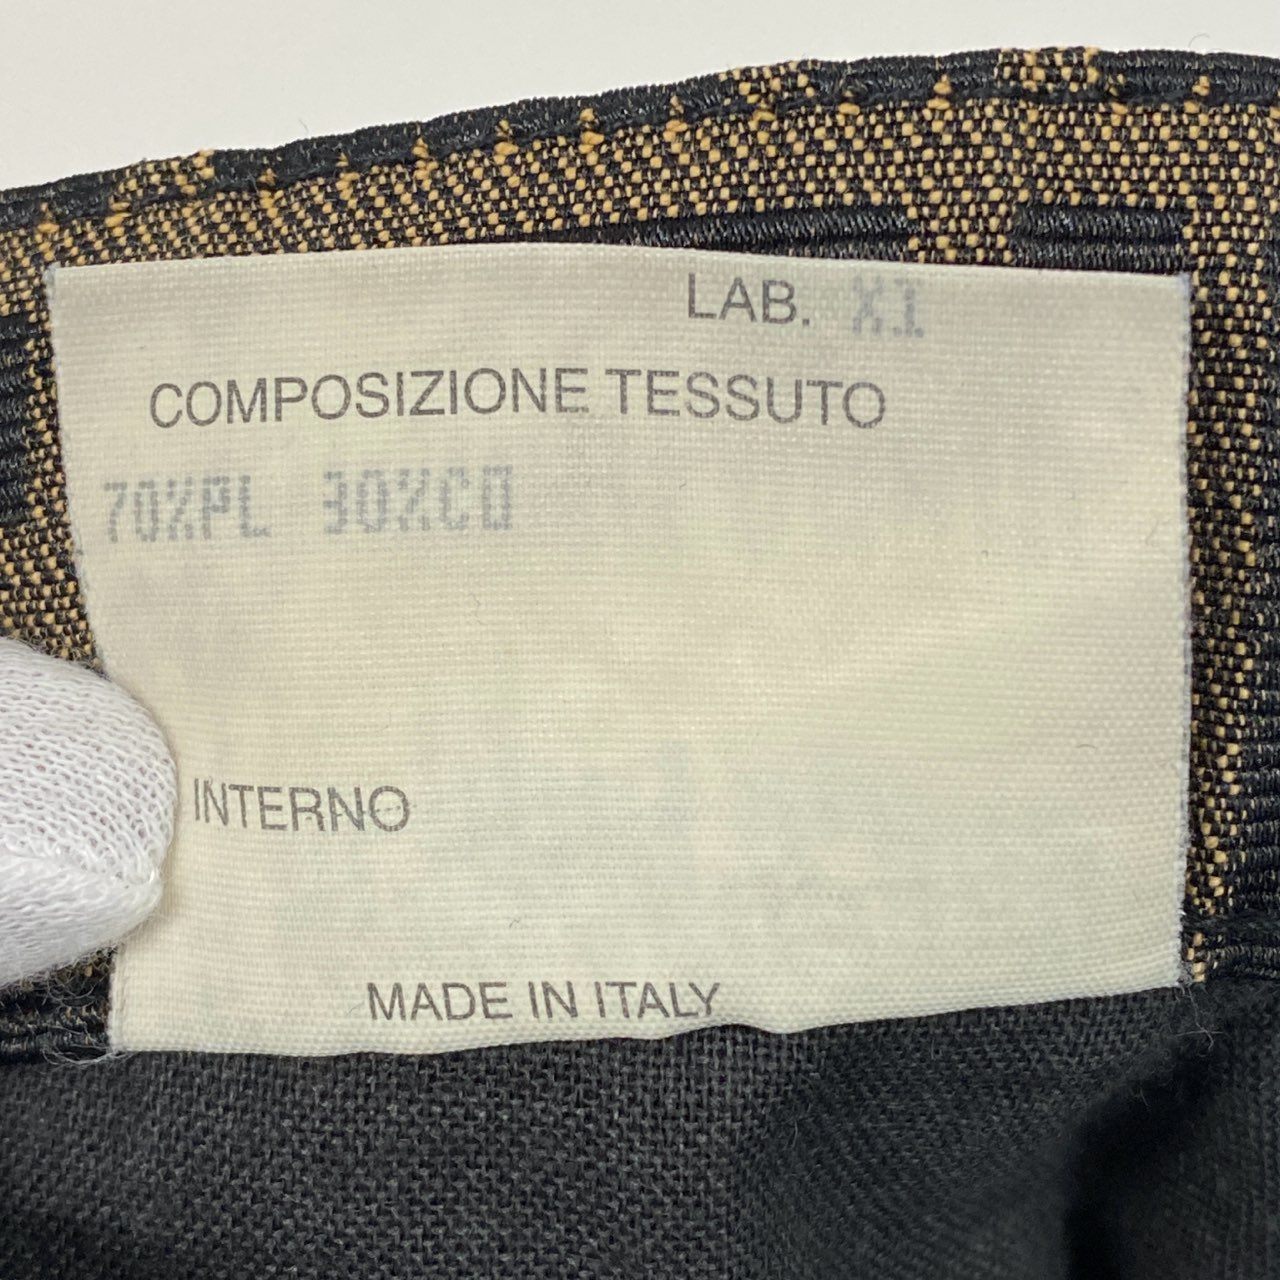 LAB. X1
COMPOSIZIONE TESSUTO
70%PL 30%CO
INTERNO
MADE IN ITALY